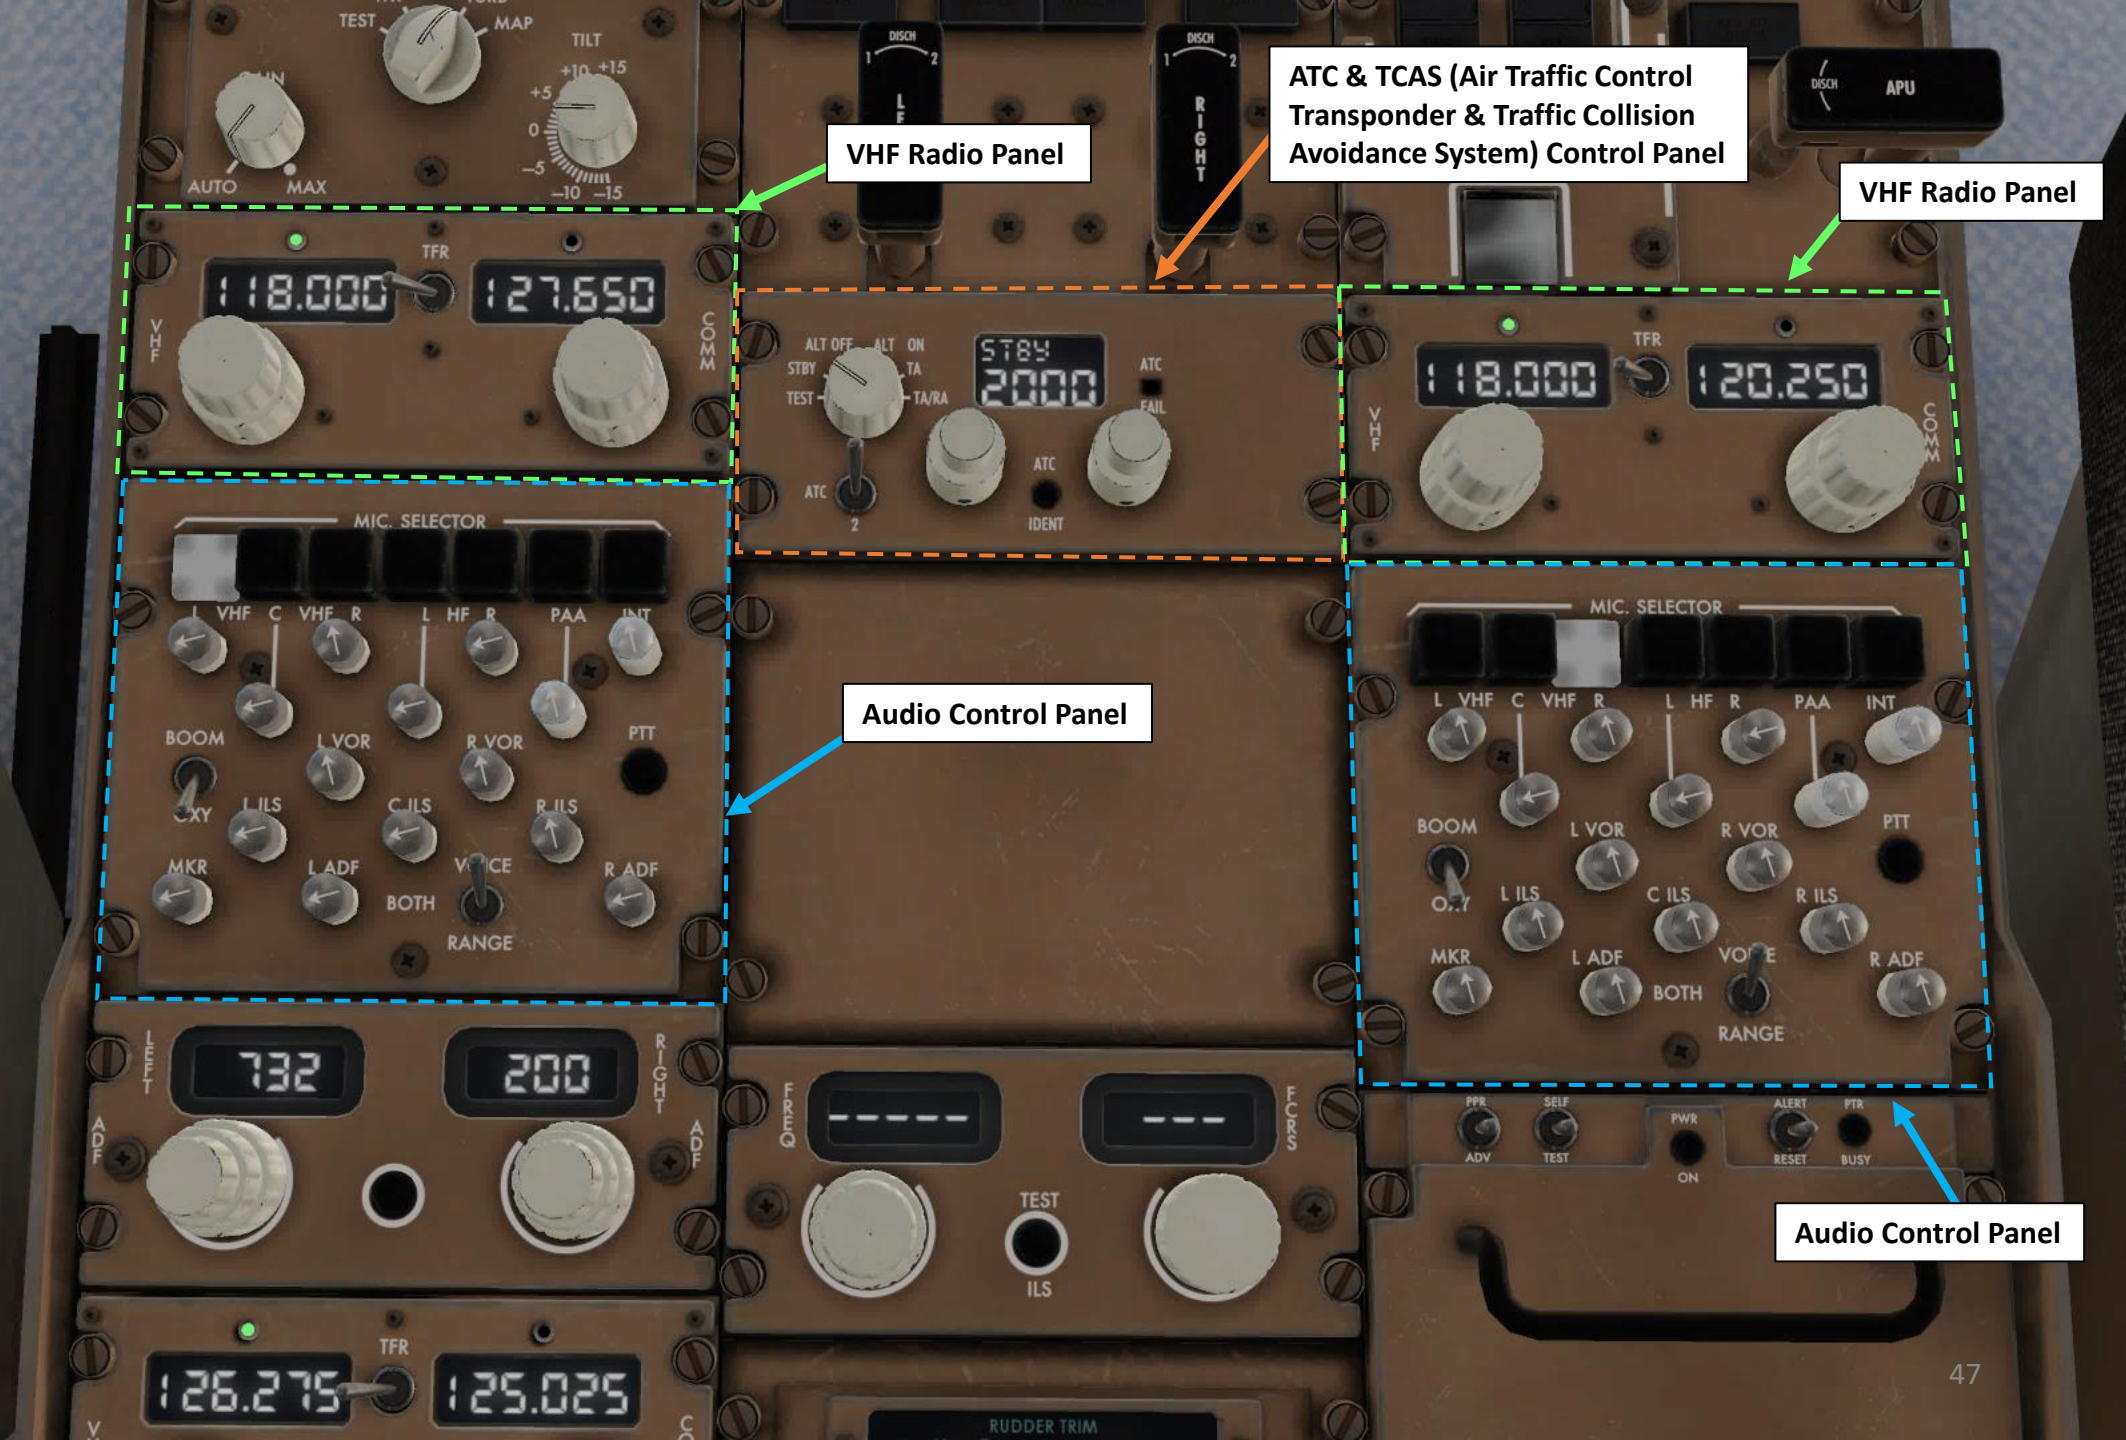 TEST
MAP
TILT
+10 +15
+5
0
-5
-10 -15
AUTO
MAX
DISCH
1 2
DISCH
1 2
RIGHT
DISCH
APU
VHF Radio Panel
ATC & TCAS (Air Traffic Control
Transponder & Traffic Collision
Avoidance System) Control Panel
VHF Radio Panel
TFR
118.000
127.650
VHF
COMM
ALT OFF ALT ON
STBY
TA
TEST
TA/RA
STBY
2000
ATC
FAIL
ATC
2
ATC
IDENT
TFR
118.000
120.250
VHF
COMM
MIC. SELECTOR
L VHF C VHF R L HF R PAA INT
BOOM
L VOR
R VOR
PTT
OXY
L ILS
C ILS
R ILS
MKR
L ADF
VOICE
R ADF
BOTH
RANGE
Audio Control Panel
MIC. SELECTOR
L VHF C VHF R L HF R PAA INT
BOOM
L VOR
R VOR
PTT
OXY
L ILS
C ILS
R ILS
MKR
L ADF
VOICE
R ADF
BOTH
RANGE
LEFT
732
200
RIGHT
ADF
ADF
FREQ
-----
---
FCRS
TEST
ILS
PPR
ADV
SELF
TEST
PWR
ON
ALERT
RESET
PTR
BUSY
Audio Control Panel
TFR
126.275
125.025
RUDDER TRIM
47